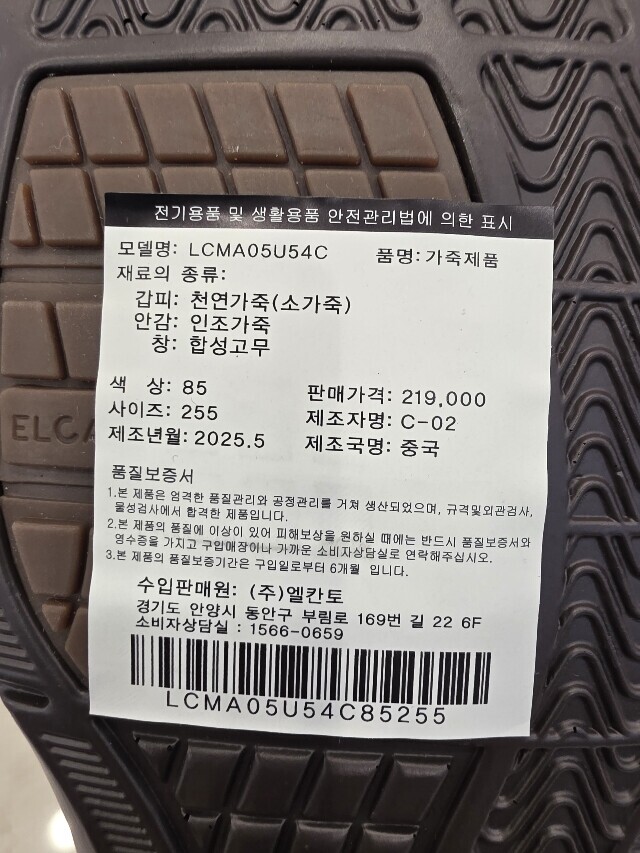 전기용품 및 생활용품 안전관리법에 의한 표시
모델명: LCMA05U54C 품명: 가죽제품
재료의 종류:
갑피: 천연가죽(소가죽)
안감: 인조가죽
창: 합성고무
색 상: 85 판매가격: 219,000
사이즈: 255 제조자명: C-02
제조년월: 2025.5 제조국명: 중국
품질보증서
1.본 제품은 엄격한 품질관리와 공정관리를 거쳐 생산되었으며, 규격및외관검사,
물성검사에서 합격한 제품입니다.
2.본 제품의 품질에 이상이 있어 피해보상을 원하실 때에는 반드시 품질보증서와
영수증을 가지고 구입매장이나 가까운 소비자상담실로 연락해주십시오.
3.본 제품의 품질보증기간은 구입일로부터 6개월 입니다.
수입판매원: (주)엘칸토
경기도 안양시 동안구 부림로 169번 길 22 6F
소비자상담실 : 1566-0659
LCMA05U54C85255